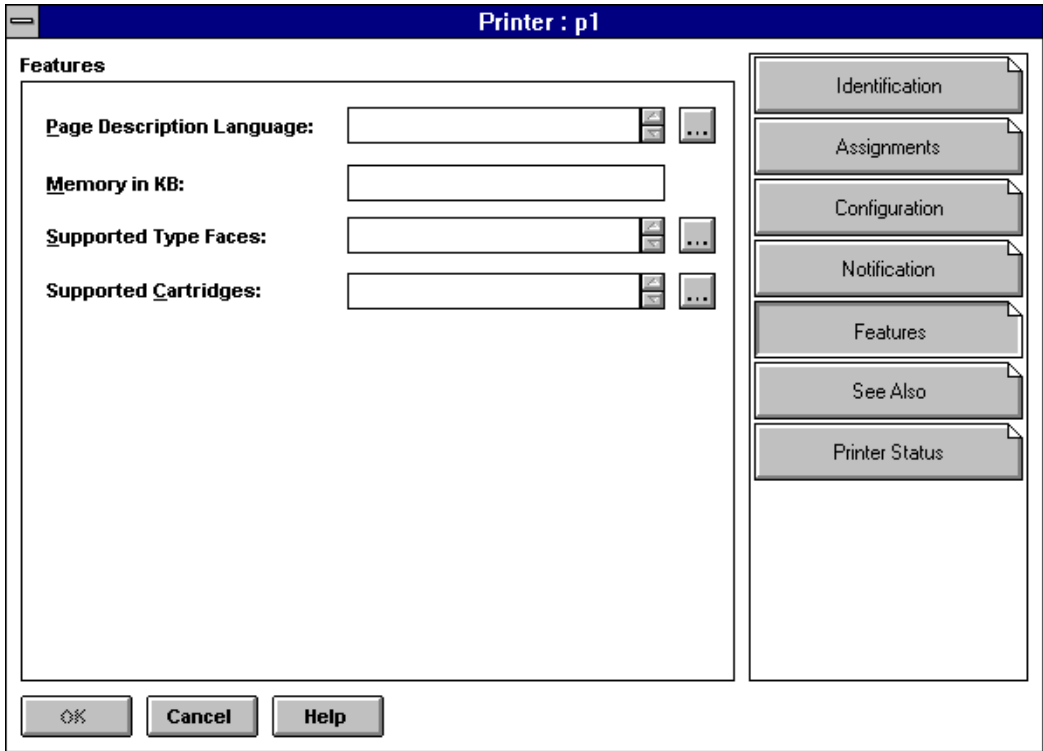 Printer : p1
Features
Page Description Language:
...
Memory in KB:
Supported Type Faces:
...
Supported Cartridges:
...
Identification
Assignments
Configuration
Notification
Features
See Also
Printer Status
OK
Cancel
Help